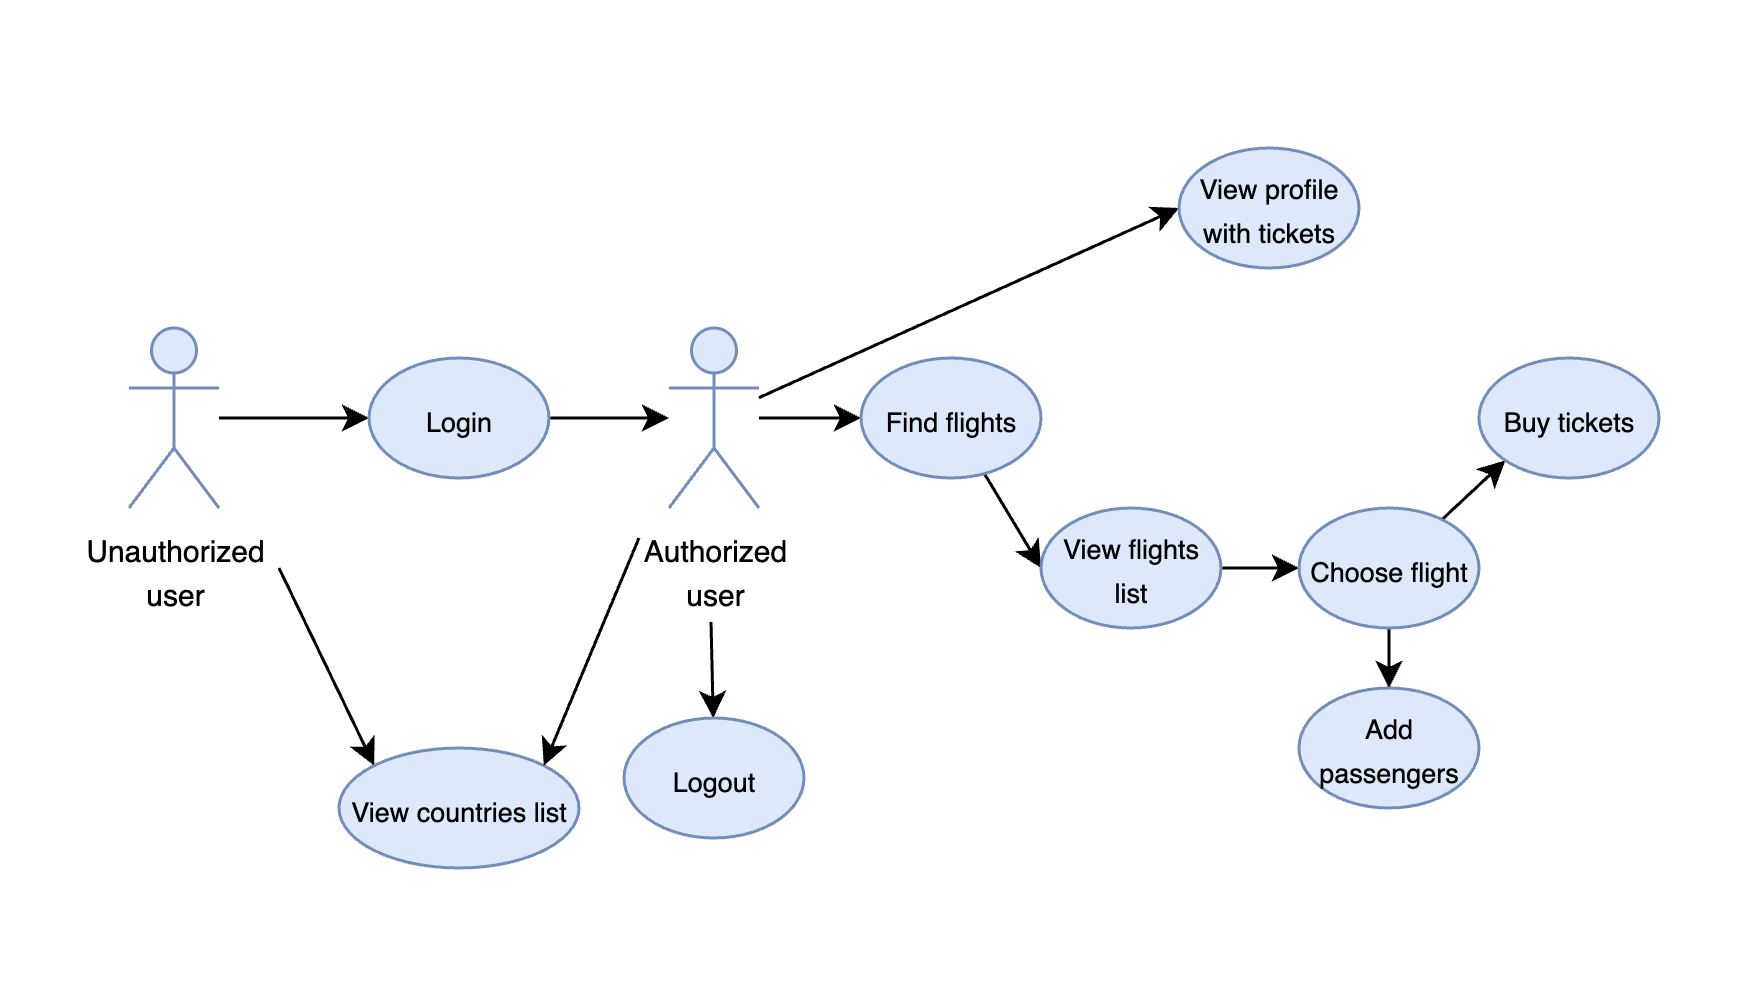 View profile
with tickets
Login
Find flights
Buy tickets
Unauthorized
user
Authorized
user
View flights
list
Choose flight
Add
passengers
Logout
View countries list